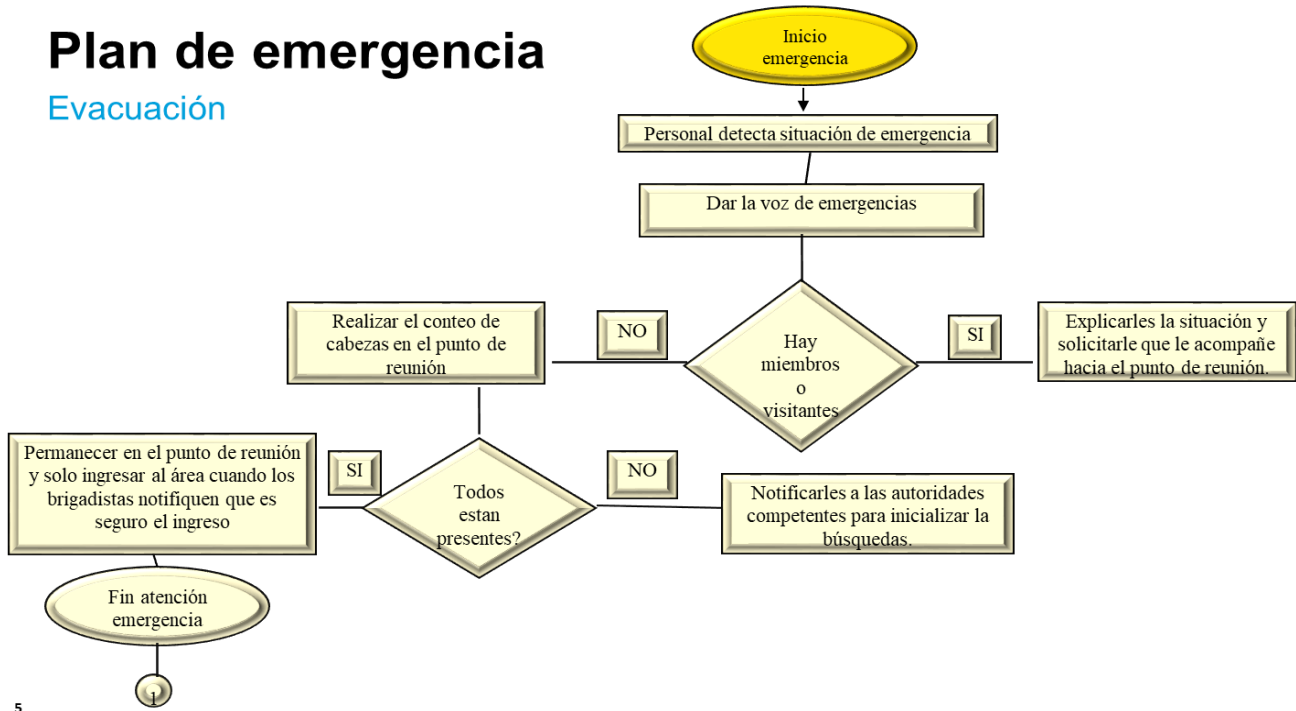 Plan de emergencia
Evacuación
Inicio
emergencia
Personal detecta situación de emergencia
Dar la voz de emergencias
Hay
miembros
o
visitantes
NO
SI
Realizar el conteo de
cabezas en el punto de
reunión
Explicarles la situación y
solicitarle que le acompañe
hacia el punto de reunión.
Todos
estan
presentes?
SI
NO
Permanecer en el punto de reunión
y solo ingresar al área cuando los
brigadistas notifiquen que es
seguro el ingreso
Notificarles a las autoridades
competentes para inicializar la
búsquedas.
Fin atención
emergencia
1
5